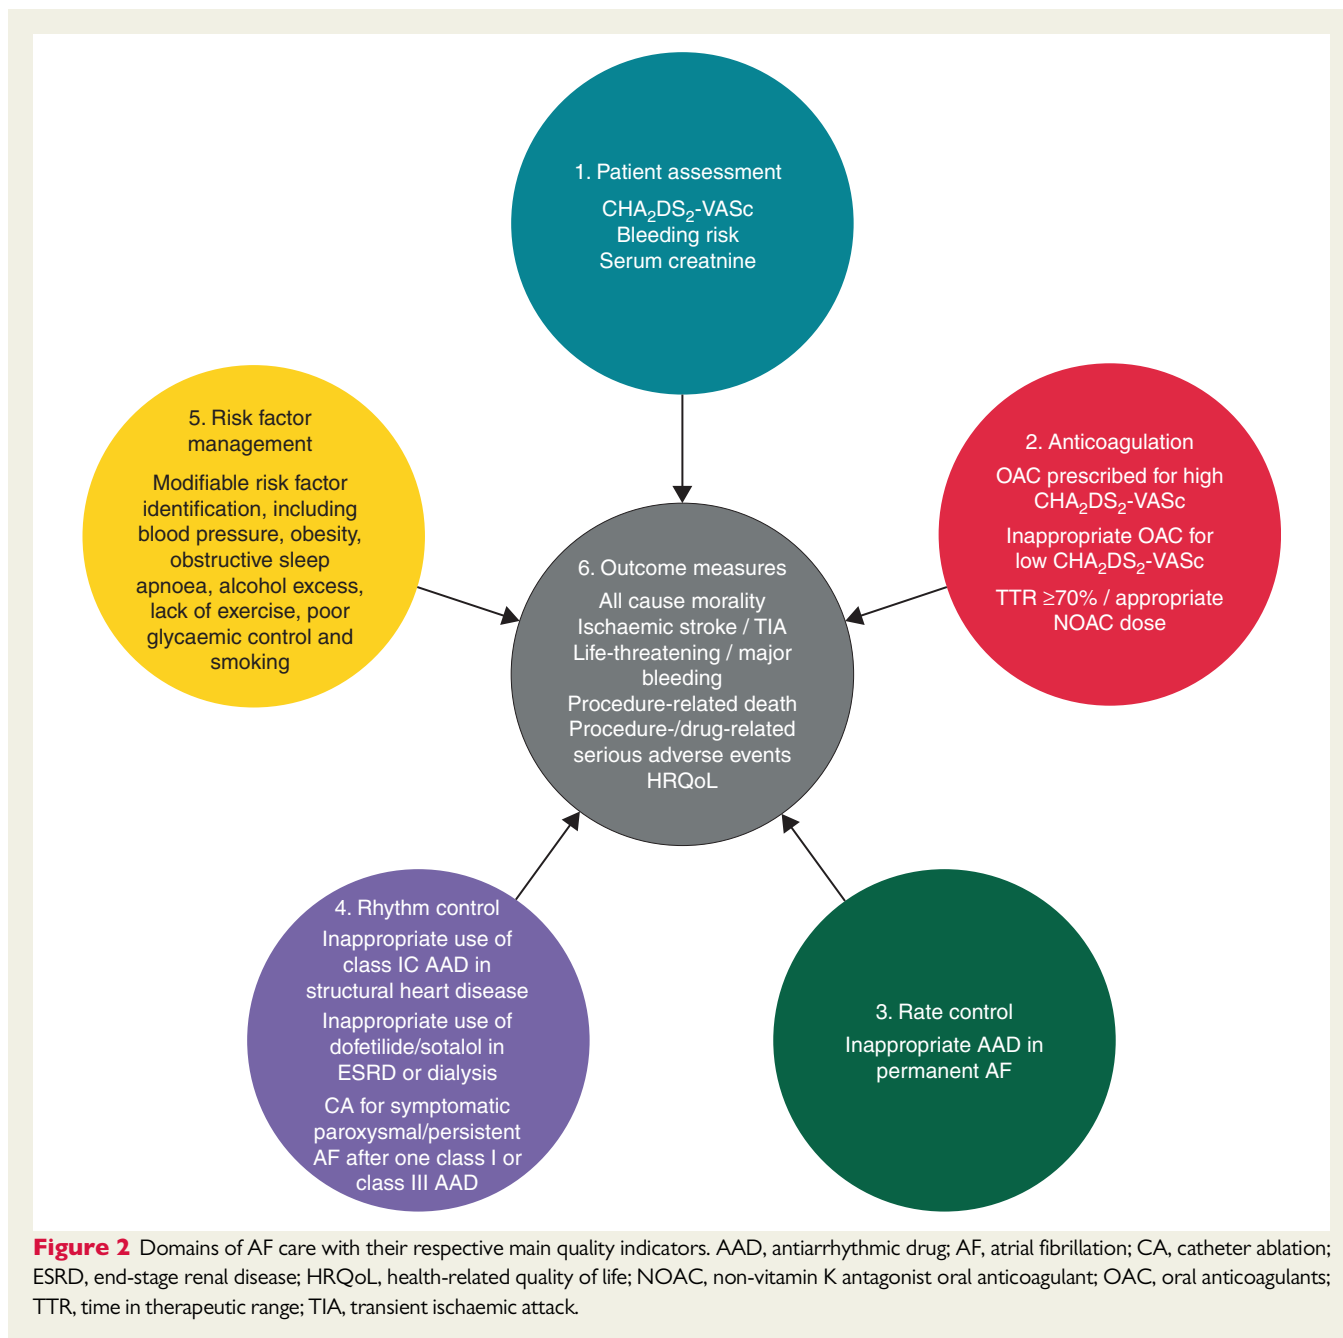 1. Patient assessment
CHA₂DS₂-VASc
Bleeding risk
Serum creatnine
2. Anticoagulation
OAC prescribed for high
CHA₂DS₂-VASc
Inappropriate OAC for
low CHA₂DS₂-VASc
TTR ≥70% / appropriate
NOAC dose
3. Rate control
Inappropriate AAD in
permanent AF
4. Rhythm control
Inappropriate use of
class IC AAD in
structural heart disease
Inappropriate use of
dofetilide/sotalol in
ESRD or dialysis
CA for symptomatic
paroxysmal/persistent
AF after one class I or
class III AAD
5. Risk factor
management
Modifiable risk factor
identification, including
blood pressure, obesity,
obstructive sleep
apnoea, alcohol excess,
lack of exercise, poor
glycaemic control and
smoking
6. Outcome measures
All cause morality
Ischaemic stroke / TIA
Life-threatening / major
bleeding
Procedure-related death
Procedure-/drug-related
serious adverse events
HRQoL
Figure 2 Domains of AF care with their respective main quality indicators. AAD, antiarrhythmic drug; AF, atrial fibrillation; CA, catheter ablation;
ESRD, end-stage renal disease; HRQoL, health-related quality of life; NOAC, non-vitamin K antagonist oral anticoagulant; OAC, oral anticoagulants;
TTR, time in therapeutic range; TIA, transient ischaemic attack.